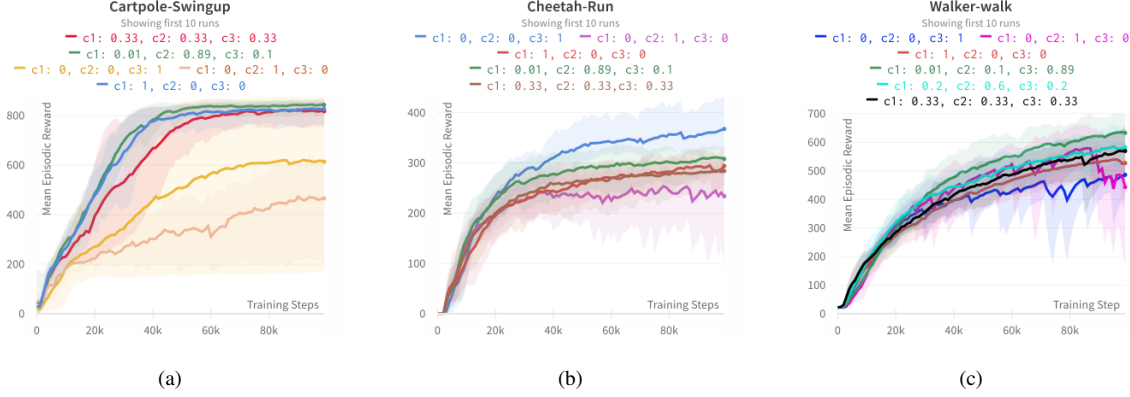 Cartpole-Swingup
Showing first 10 runs
c1: 0.33, c2: 0.33, c3: 0.33
c1: 0.01, c2: 0.89, c3: 0.1
c1: 0, c2: 0, c3: 1 c1: 0, c2: 1, c3: 0
c1: 1, c2: 0, c3: 0
Mean Episodic Reward
800
600
400
200
0
Training Steps
0 20k 40k 60k 80k
(a)
Cheetah-Run
Showing first 10 runs
c1: 0, c2: 0, c3: 1 c1: 0, c2: 1, c3: 0
c1: 1, c2: 0, c3: 0
c1: 0.01, c2: 0.89, c3: 0.1
c1: 0.33, c2: 0.33,c3: 0.33
Mean Episodic Reward
400
300
200
100
0
Training Steps
0 20k 40k 60k 80k
(b)
Walker-walk
Showing first 10 runs
c1: 0, c2: 0, c3: 1 c1: 0, c2: 1, c3: 0
c1: 1, c2: 0, c3: 0
c1: 0.01, c2: 0.1, c3: 0.89
c1: 0.2, c2: 0.6, c3: 0.2
c1: 0.33, c2: 0.33, c3: 0.33
Mean Episodic Reward
700
600
500
400
300
200
100
0
Training Step
0 20k 40k 60k 80k
(c)